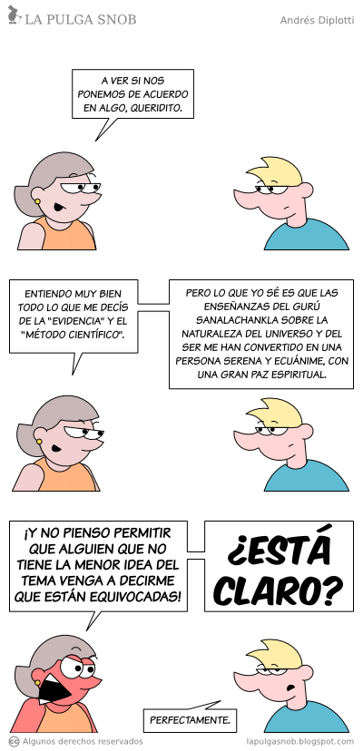 LA PULGA SNOB
Andrés Diplotti
A VER SI NOS
PONEMOS DE ACUERDO
EN ALGO, QUERIDITO.
ENTIENDO MUY BIEN
TODO LO QUE ME DECÍS
DE LA "EVIDENCIA" Y EL
"MÉTODO CIENTÍFICO".
PERO LO QUE YO SÉ ES QUE LAS
ENSEÑANZAS DEL GURÚ
SANALACHANKLA SOBRE LA
NATURALEZA DEL UNIVERSO Y DEL
SER ME HAN CONVERTIDO EN UNA
PERSONA SERENA Y ECUÁNIME, CON
UNA GRAN PAZ ESPIRITUAL.
¡Y NO PIENSO PERMITIR
QUE ALGUIEN QUE NO
TIENE LA MENOR IDEA DEL
TEMA VENGA A DECIRME
QUE ESTÁN EQUIVOCADAS!
¿ESTÁ
CLARO?
PERFECTAMENTE.
cc Algunos derechos reservados
lapulgasnob.blogspot.com